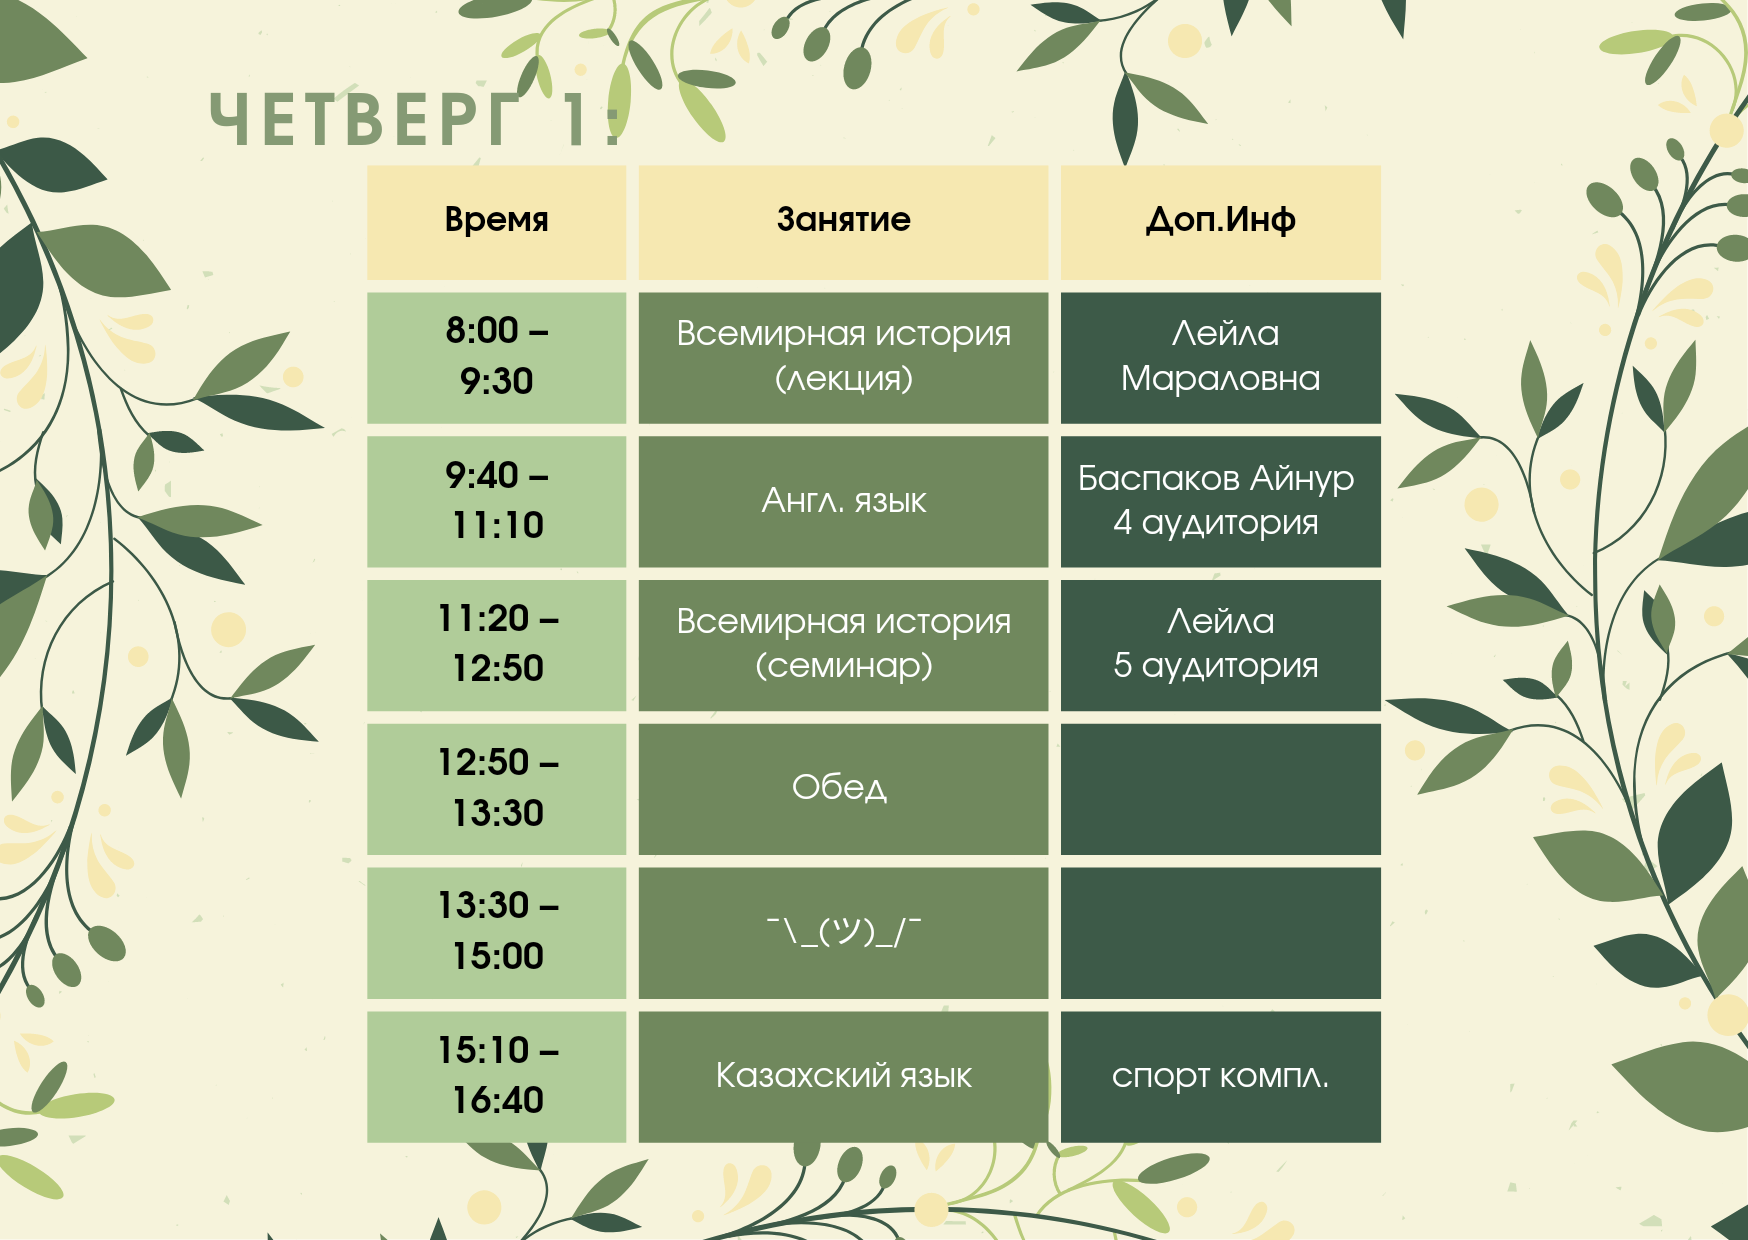 ЧЕТВЕРГ 1:
Время
Занятие
Доп.Инф
8:00 –
9:30
Всемирная история
(лекция)
Лейла
Мараловна
9:40 –
11:10
Англ. язык
Баспаков Айнур
4 аудитория
11:20 –
12:50
Всемирная история
(семинар)
Лейла
5 аудитория
12:50 –
13:30
Обед
13:30 –
15:00
¯\_(ツ)_/¯
15:10 –
16:40
Казахский язык
спорт компл.